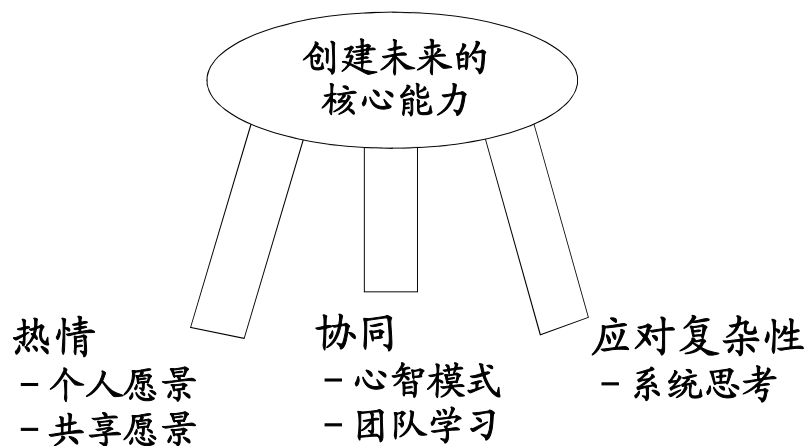 创建未来的
核心能力
热情
– 个人愿景
– 共享愿景
协同
– 心智模式
– 团队学习
应对复杂性
– 系统思考